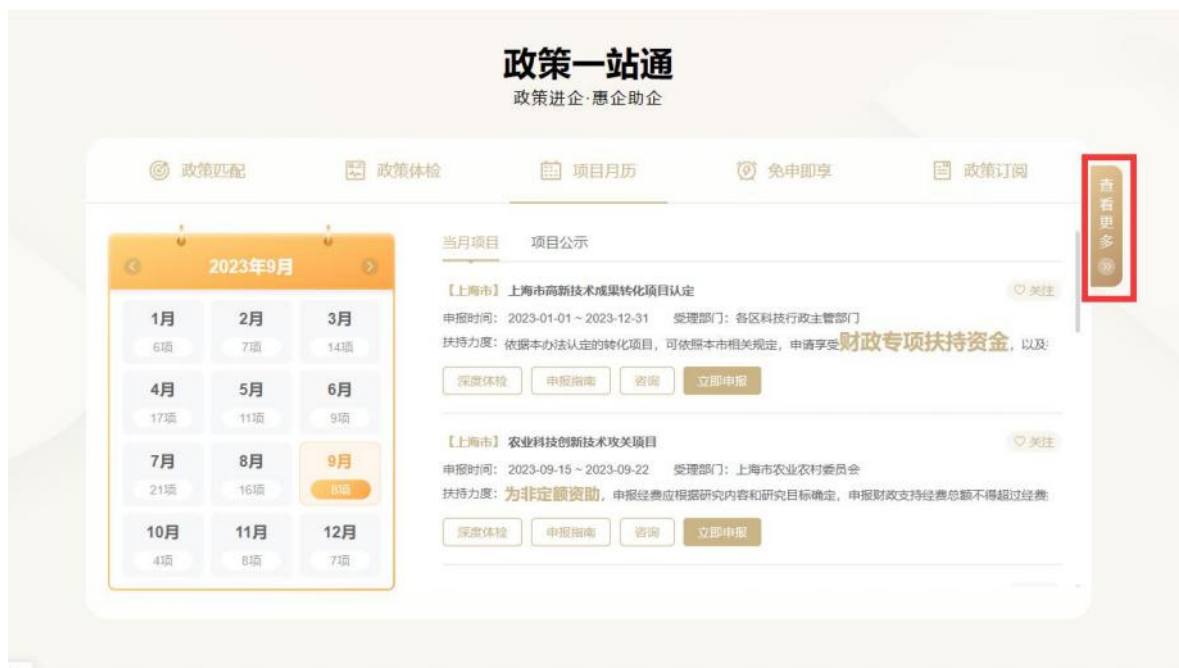 政策一站通
政策进企·惠企助企
政策匹配
政策体检
项目月历
免申即享
政策订阅
查看更多
2023年9月
1月
2月
3月
6项
7项
14项
4月
5月
6月
17项
11项
9项
7月
8月
9月
21项
16项
8项
10月
11月
12月
4项
8项
7项
当月项目
项目公示
【上海市】上海市高新技术成果转化项目认定
关注
申报时间：2023-01-01 ~ 2023-12-31 受理部门：各区科技行政主管部门
扶持力度：依据本办法认定的转化项目，可依照本市相关规定，申请享受财政专项扶持资金，以及
深度体检
申报指南
咨询
立即申报
【上海市】农业科技创新技术攻关项目
关注
申报时间：2023-09-15 ~ 2023-09-22 受理部门：上海市农业农村委员会
扶持力度：为非定额资助，申报经费应根据研究内容和研究目标确定，申报财政支持经费总额不得超过经费
深度体检
申报指南
咨询
立即申报